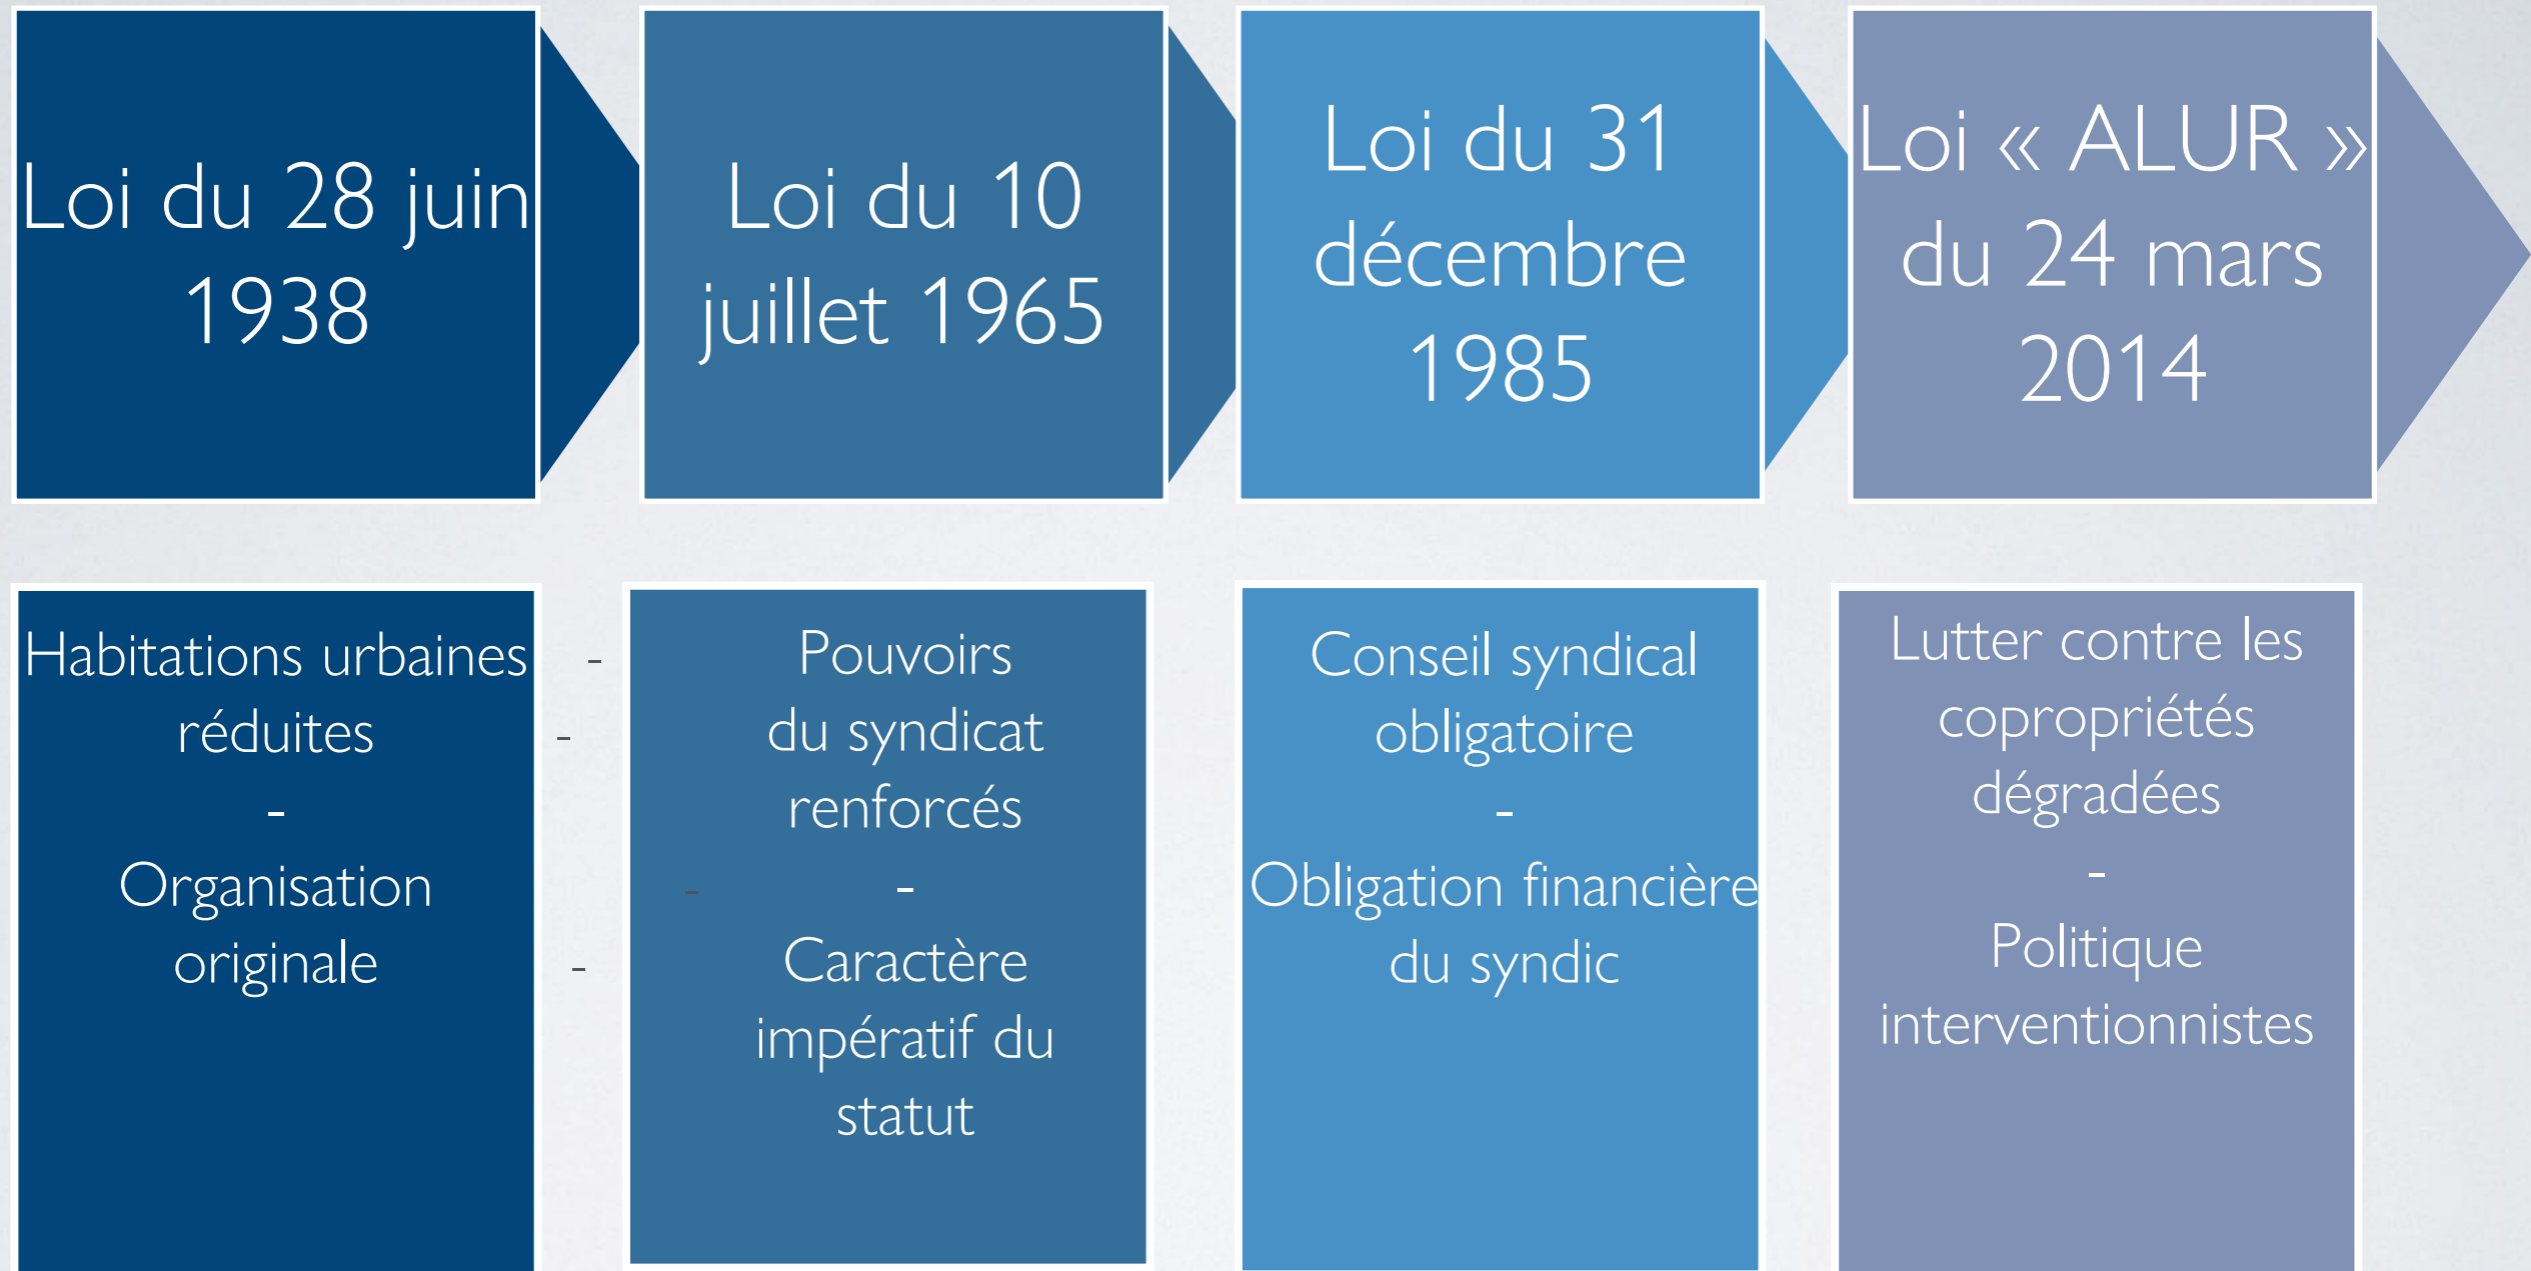 Loi du 28 juin
1938
Loi du 10
juillet 1965
Loi du 31
décembre
1985
Loi « ALUR »
du 24 mars
2014
Habitations urbaines
réduites
-
Organisation
originale
-
-
-
-
Pouvoirs
du syndicat
renforcés
-
Caractère
impératif du
statut
Conseil syndical
obligatoire
-
Obligation financière
du syndic
Lutter contre les
copropriétés
dégradées
-
Politique
interventionnistes